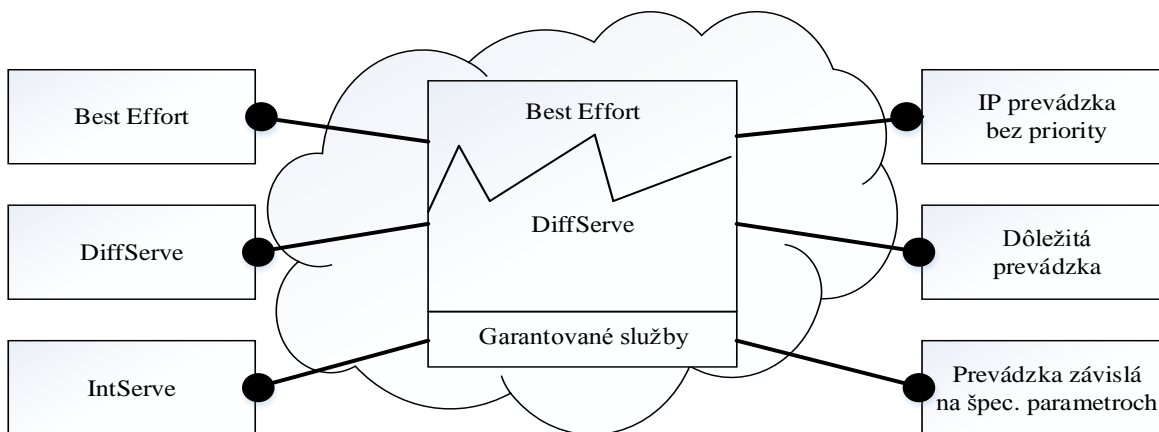 Best Effort
DiffServe
IntServe
Best Effort
DiffServe
Garantované služby
IP prevádzka
bez priority
Dôležitá
prevádzka
Prevádzka závislá
na špec. parametroch